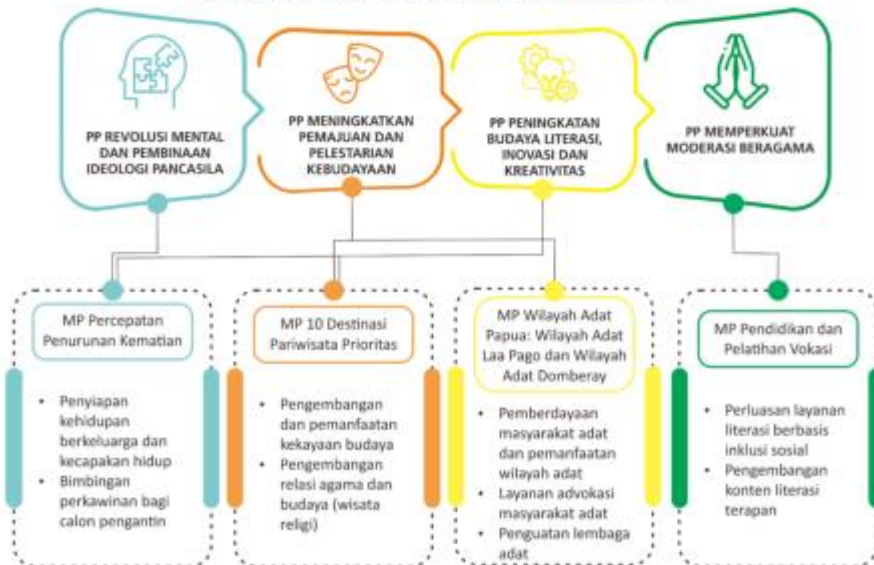 PP REVOLUSI MENTAL
DAN PEMBINAAN
IDEOLOGI PANCASILA
PP MENINGKATKAN
PEMAJUAN DAN
PELESTARIAN
KEBUDAYAAN
PP PENINGKATAN
BUDAYA LITERASI,
INOVASI DAN
KREATIVITAS
PP MEMPERKUAT
MODERASI BERAGAMA
MP Percepatan
Penurunan Kematian
• Penyiapan
kehidupan
berkeluarga dan
kecapakan hidup
• Bimbingan
perkawinan bagi
calon pengantin
MP 10 Destinasi
Pariwisata Prioritas
• Pengembangan
dan pemanfaatan
kekayaan budaya
• Pengembangan
relasi agama dan
budaya (wisata
religi)
MP Wilayah Adat
Papua: Wilayah Adat
Laa Pago dan Wilayah
Adat Domberay
• Pemberdayaan
masyarakat adat
dan pemanfaatan
wilayah adat
• Layanan advokasi
masyarakat adat
• Penguatan lembaga
adat
MP Pendidikan dan
Pelatihan Vokasi
• Perluasan layanan
literasi berbasis
inklusi sosial
• Pengembangan
konten literasi
terapan